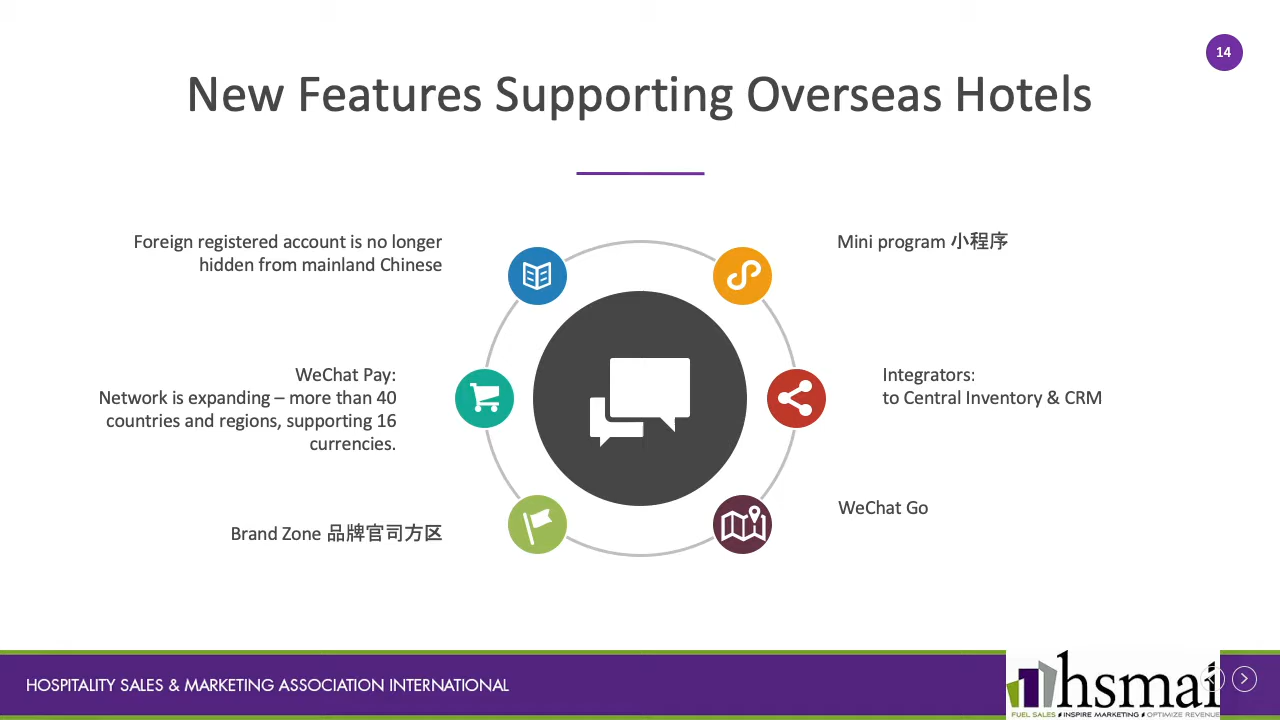 14
New Features Supporting Overseas Hotels
Foreign registered account is no longer
hidden from mainland Chinese
Mini program 小程序
WeChat Pay:
Network is expanding – more than 40
countries and regions, supporting 16
currencies.
Integrators:
to Central Inventory & CRM
Brand Zone 品牌官司方区
WeChat Go
HOSPITALITY SALES & MARKETING ASSOCIATION INTERNATIONAL
hsmai
FUEL SALES INSPIRE MARKETING OPTIMIZE REVENUE